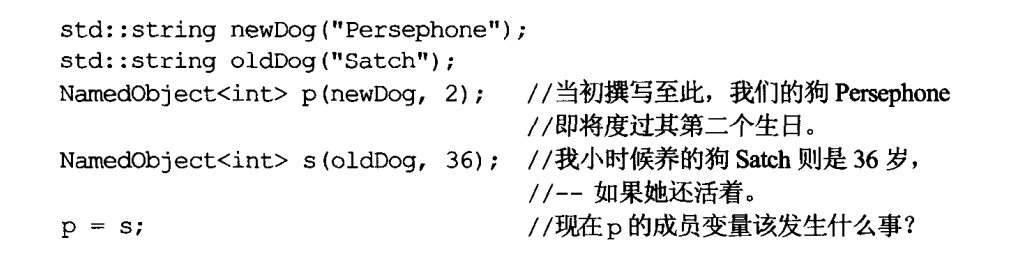 std::string newDog("Persephone");
std::string oldDog("Satch");
NamedObject<int> p(newDog, 2); //当初撰写至此，我们的狗 Persephone
//即将度过其第二个生日。
NamedObject<int> s(oldDog, 36); //我小时候养的狗 Satch 则是 36 岁，
//-- 如果她还活着。
p = s; //现在 p 的成员变量该发生什么事？